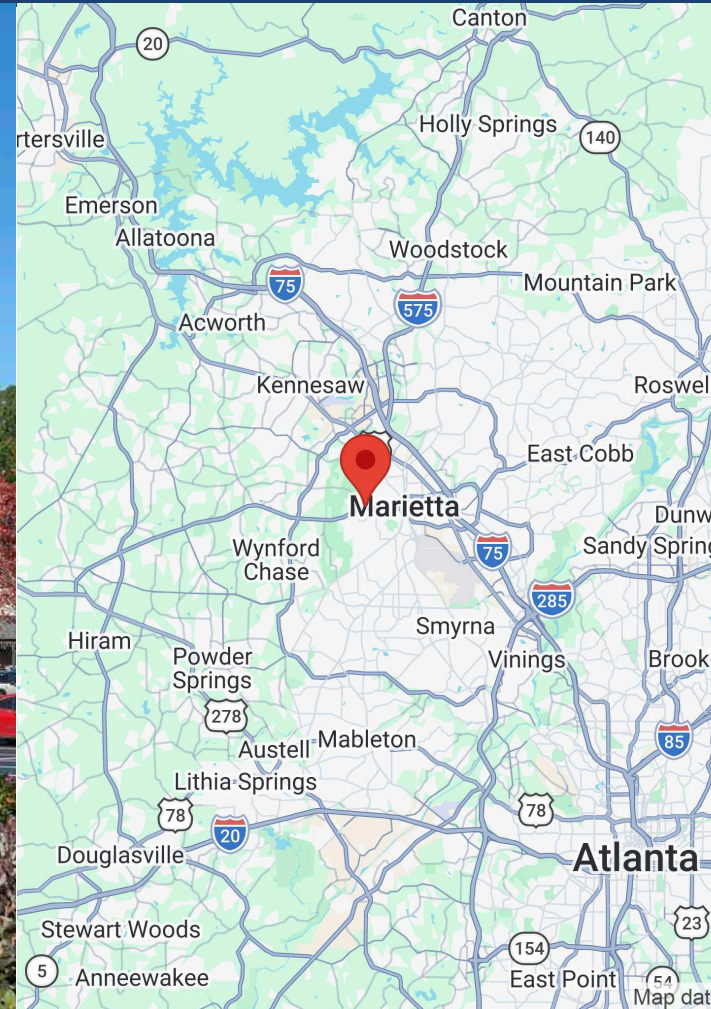 Canton
20
Holly Springs
140
rtersville
Emerson
Allatoona
Woodstock
75
Mountain Park
575
Acworth
Kennesaw
Roswel
East Cobb
Marietta
Dunw
Wynford
Chase
75
Sandy Spring
285
Smyrna
Hiram
Vinings
Brook
Powder
Springs
278
85
Austell
Mableton
Lithia Springs
78
78
20
Douglasville
Atlanta
Stewart Woods
23
154
5
Anneewakee
East Point
54
Map dat